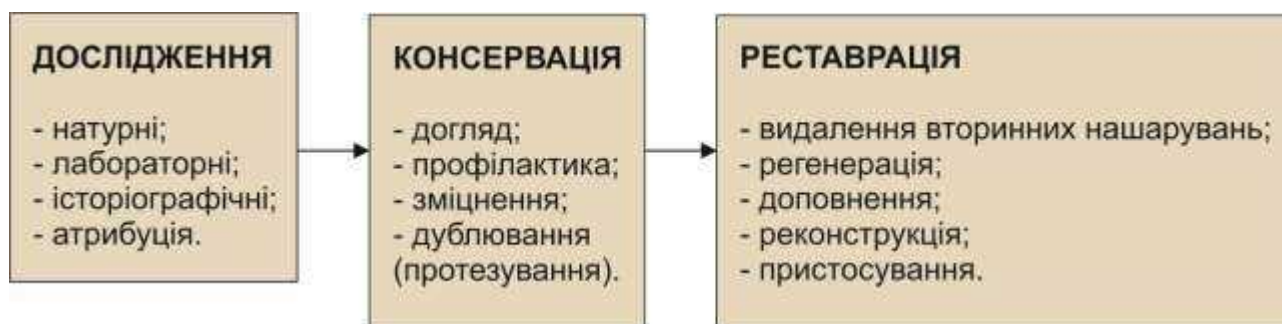 ДОСЛІДЖЕННЯ
- натурні;
- лабораторні;
- історіографічні;
- атрибуція.
КОНСЕРВАЦІЯ
- догляд;
- профілактика;
- зміцнення;
- дублювання
(протезування).
РЕСТАВРАЦІЯ
- видалення вторинних нашарувань;
- регенерація;
- доповнення;
- реконструкція;
- пристосування.